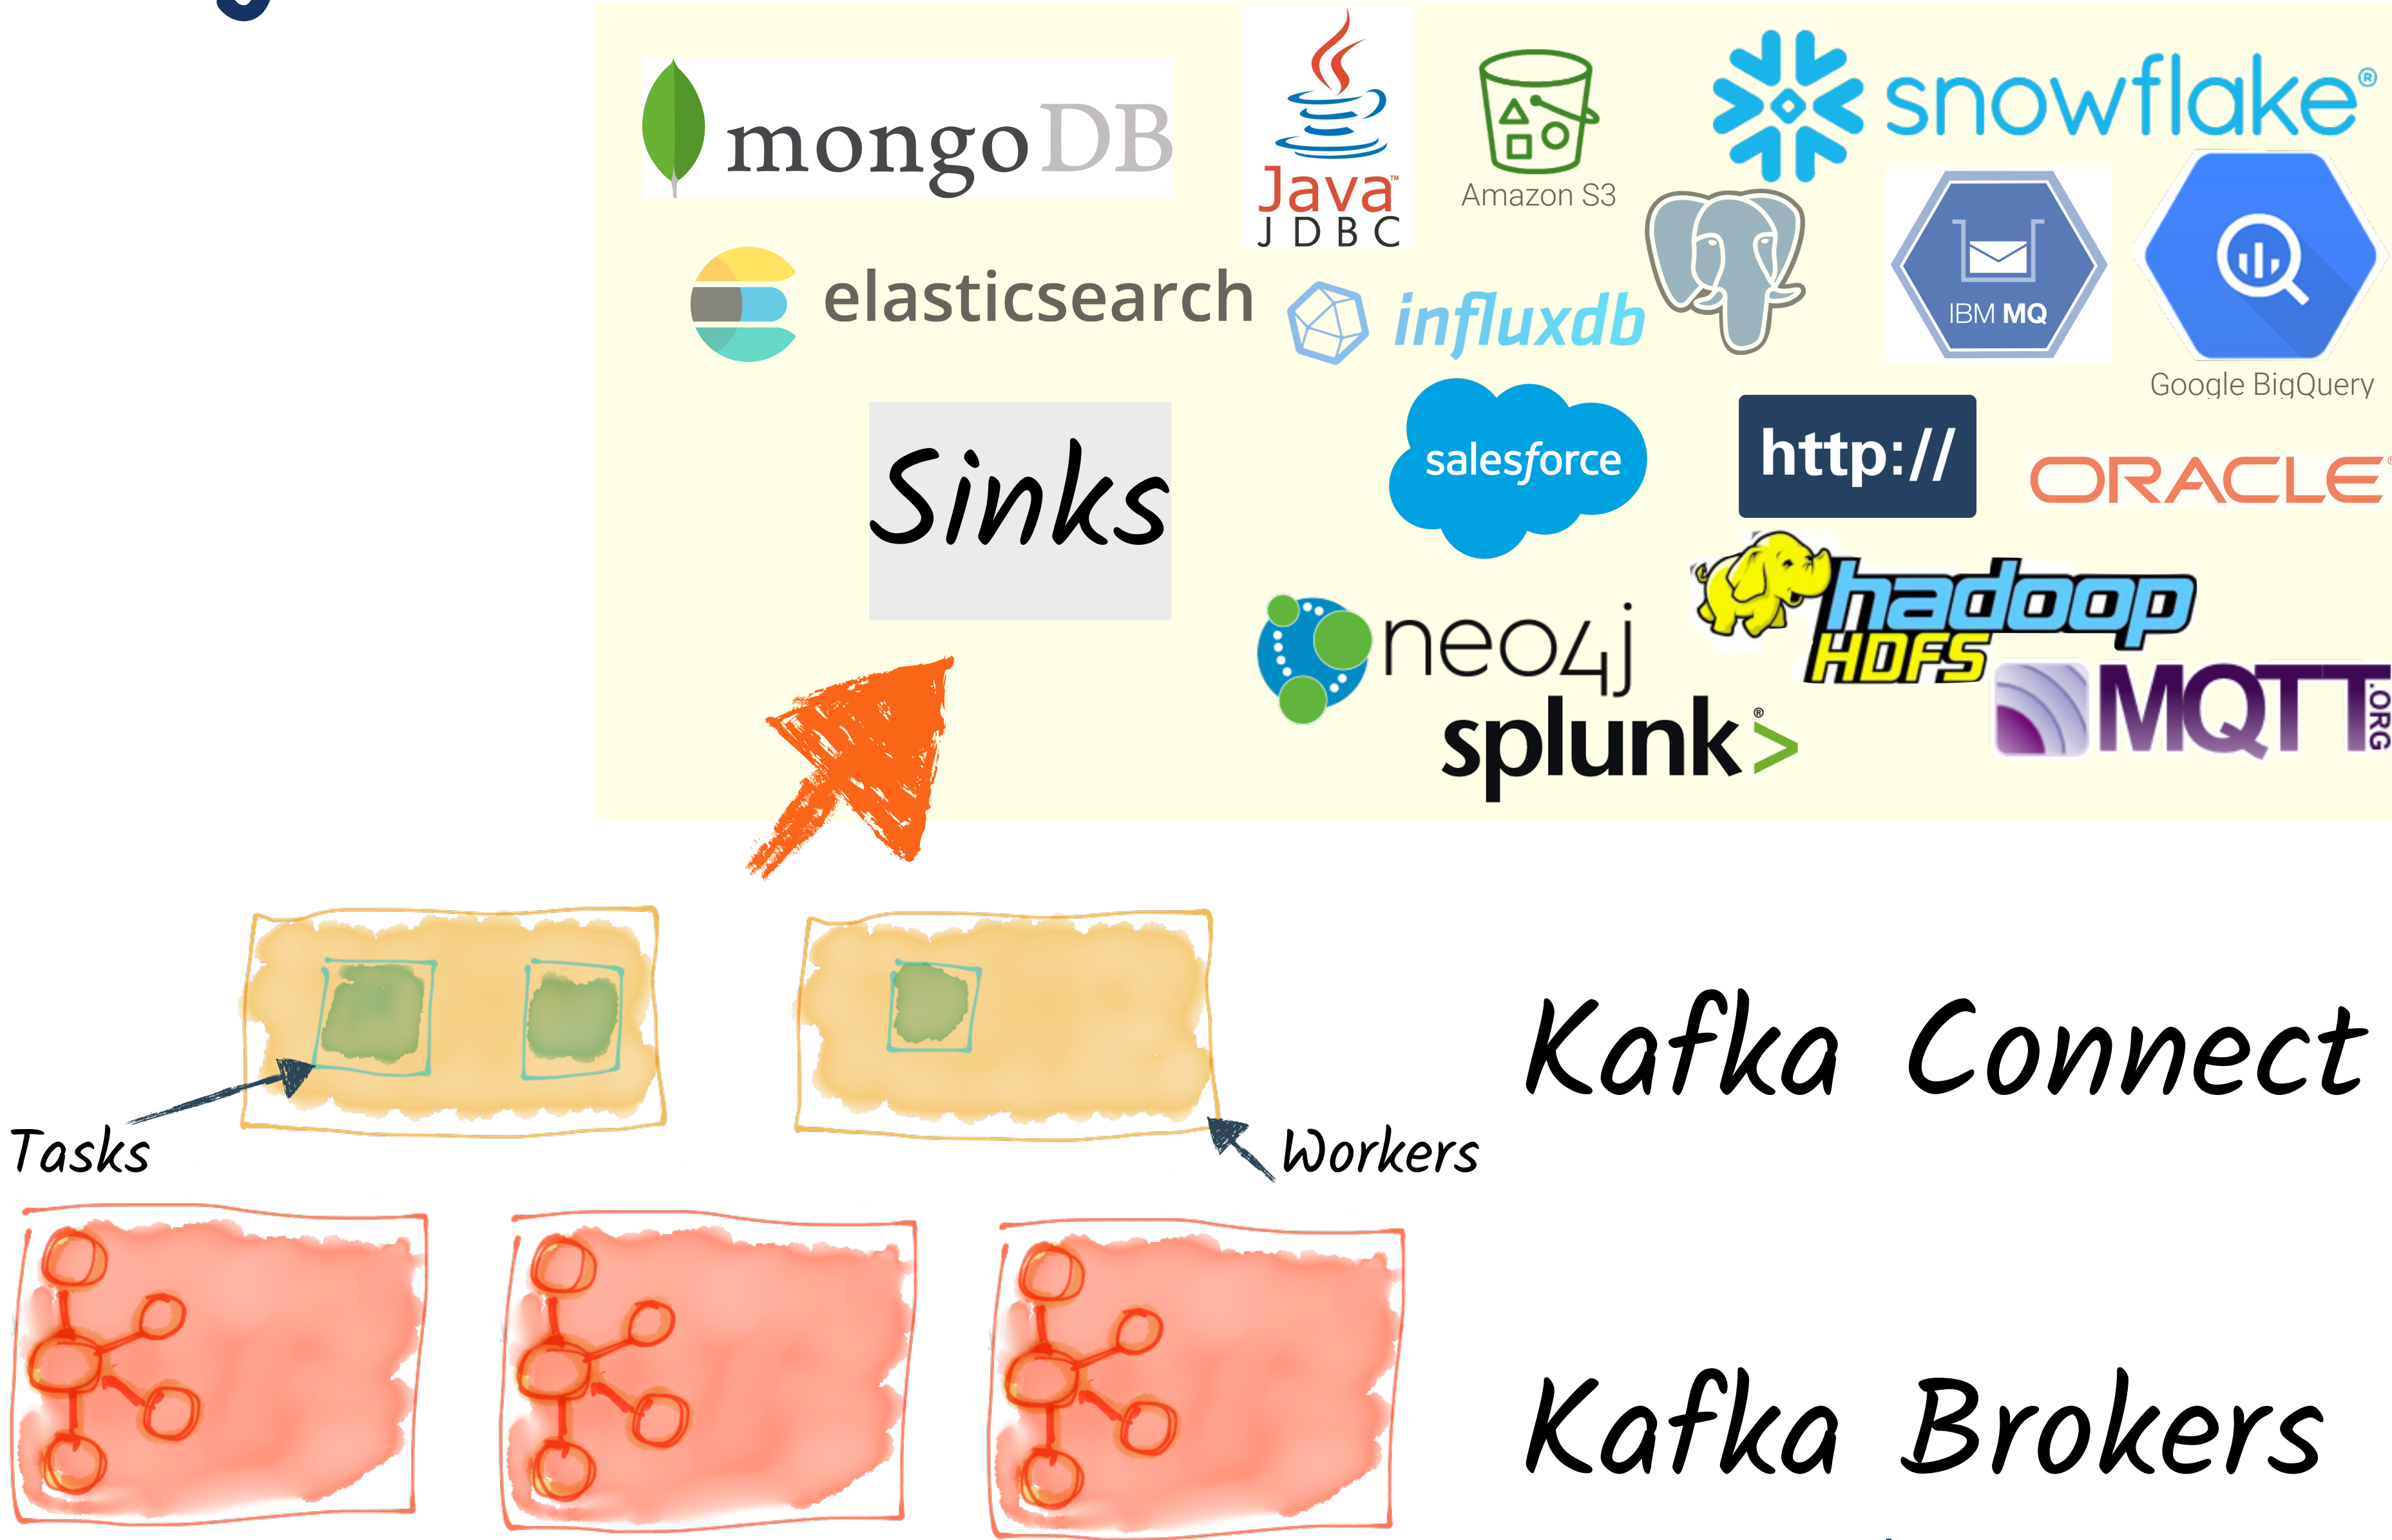 mongoDB
Java™
JDBC
Amazon S3
snowflake®
elasticsearch
influxdb
IBM MQ
Google BigQuery
Sinks
salesforce
http://
ORACLE®
neo4j
hadoop
HDFS
splunk>®
MQTT.ORG
Kafka Connect
Tasks
Workers
Kafka Brokers